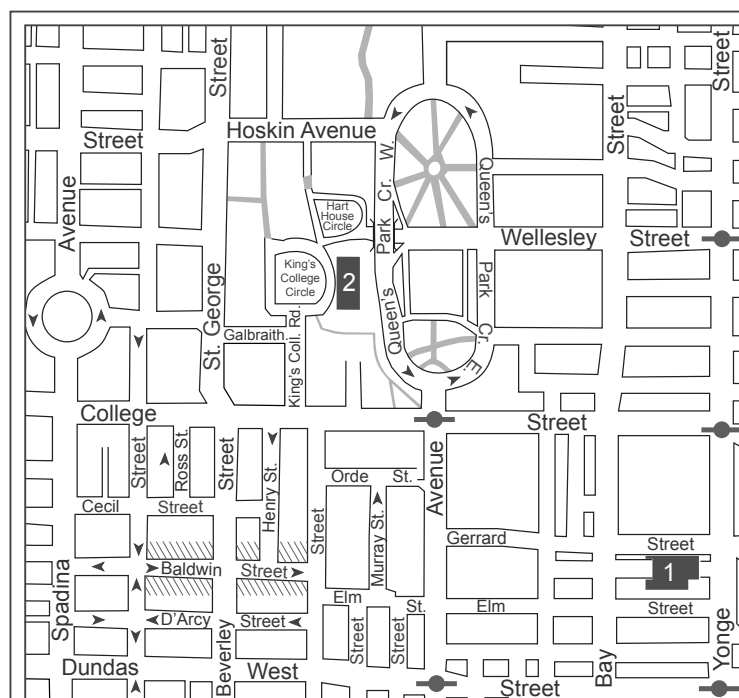 Street
Street
Street
Hoskin Avenue
Street
Avenue
St. George
Queen's
Park Cr. W.
Queen's
Park
Cr. E.
Hart
House
Circle
King's
College
Circle
2
Wellesley Street
Galbraith
King's Coll. Rd.
College Street
Street
Ross St.
Street
Henry St.
Orde St.
Avenue
Cecil Street
Street
Murray St.
Gerrard Street
Baldwin Street
1
Spadina
D'Arcy Street
Elm St.
Elm Street
Street
Street
Beverley
Bay
Yonge
Dundas West Street